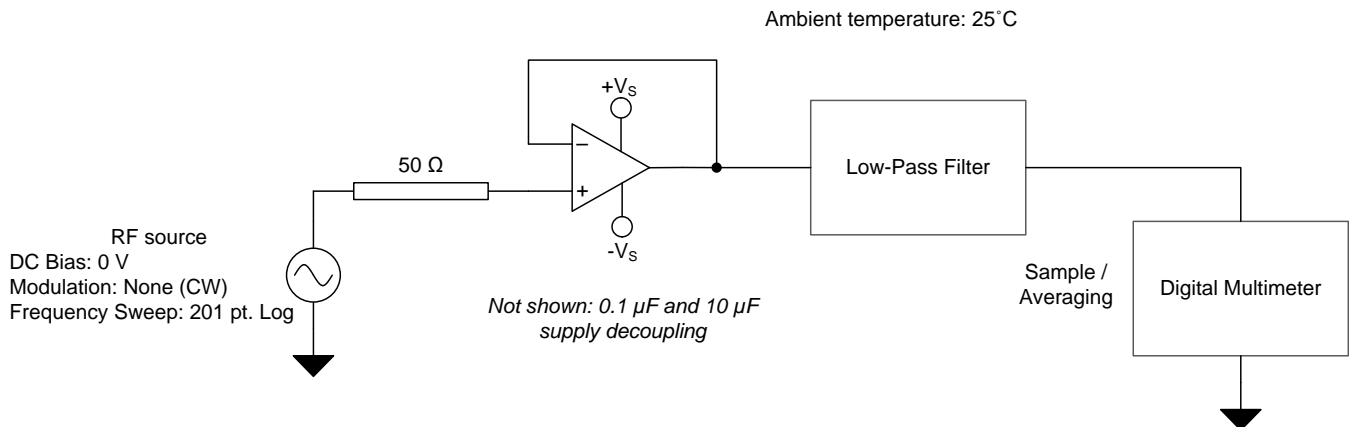 Ambient temperature: 25˚C
+VS
50 Ω
−
+
Low-Pass Filter
-VS
RF source
DC Bias: 0 V
Modulation: None (CW)
Frequency Sweep: 201 pt. Log
Not shown: 0.1 µF and 10 µF
supply decoupling
Sample /
Averaging
Digital Multimeter